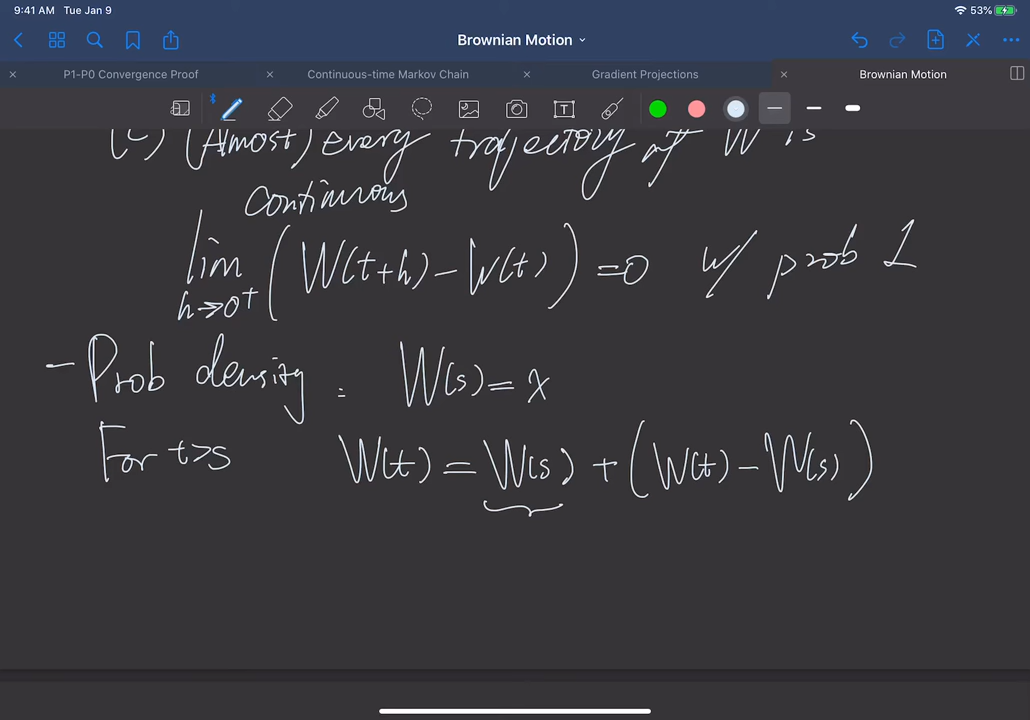 9:41 AM Tue Jan 9
53%
Brownian Motion
P1-P0 Convergence Proof
Continuous-time Markov Chain
Gradient Projections
Brownian Motion
(c) (Almost) every trajectory of W is
continuous
lim h→0+ (W(t+h) - W(t)) = 0 w/ prob 1
- Prob density: W(s) = x
For t>s W(t) = W(s) + (W(t) - W(s))